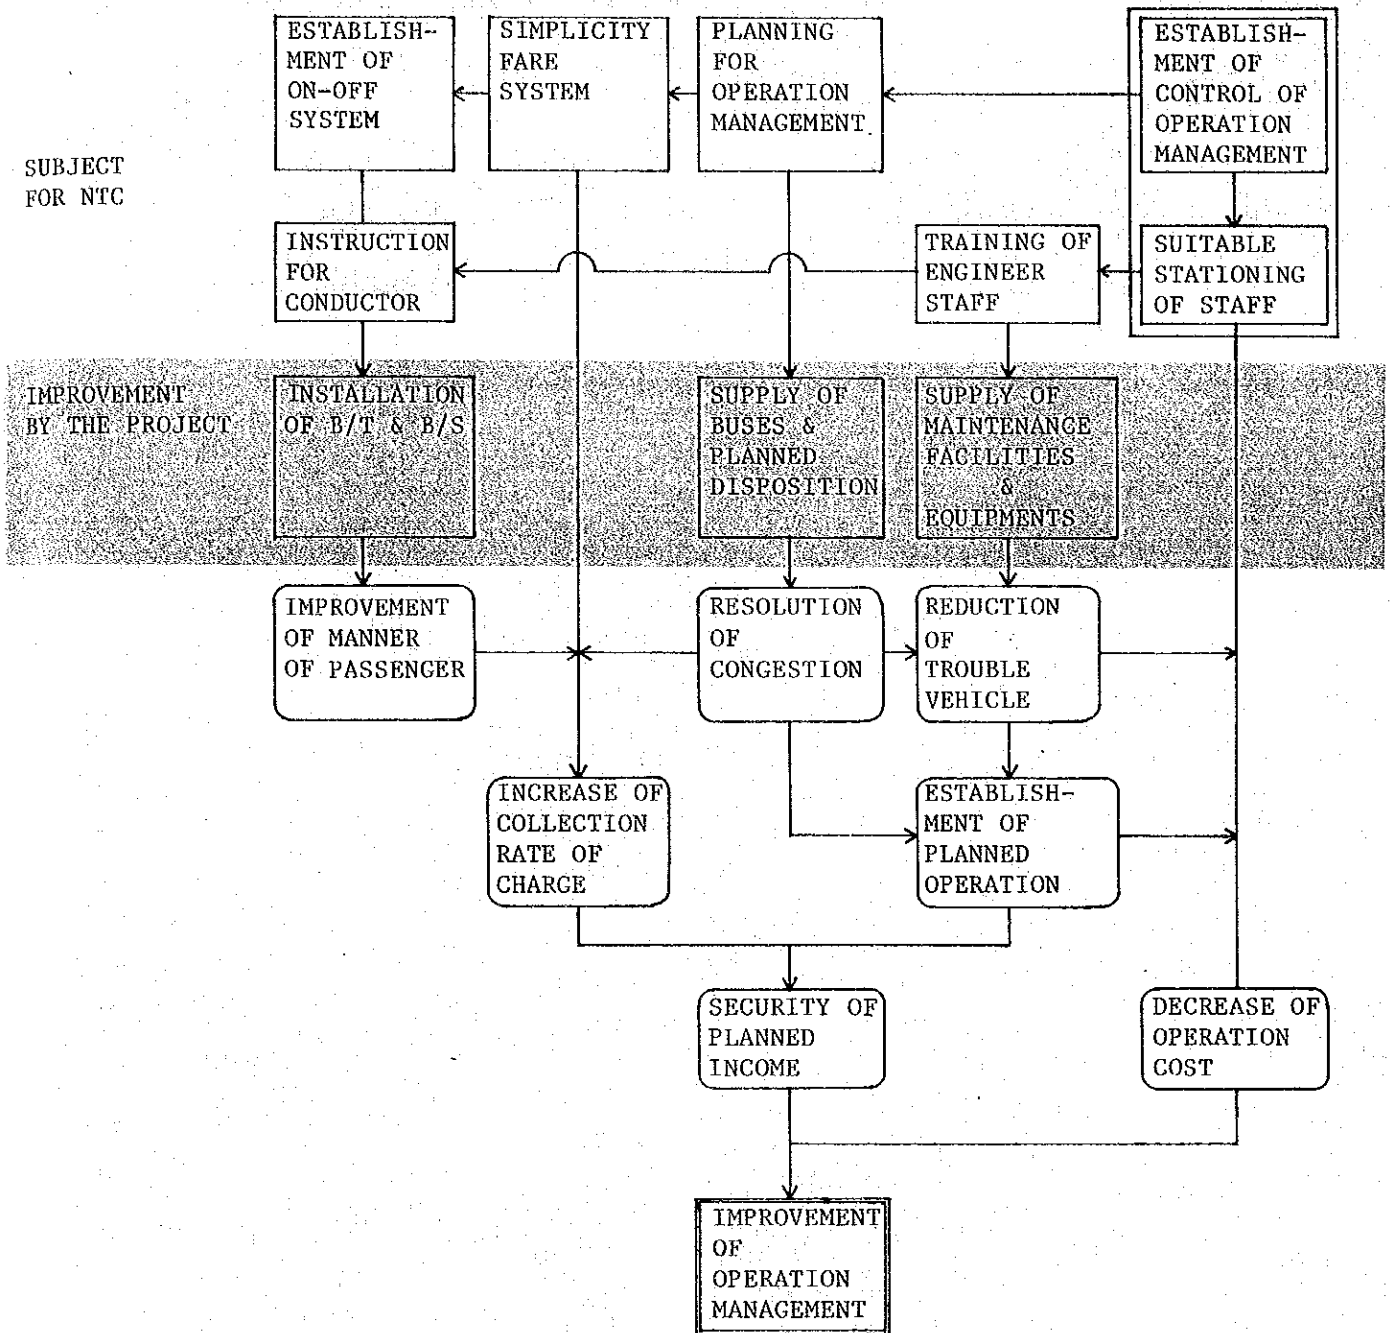 ESTABLISH-
MENT OF
ON-OFF
SYSTEM
SIMPLICITY
FARE
SYSTEM
PLANNING
FOR
OPERATION
MANAGEMENT
ESTABLISH-
MENT OF
CONTROL OF
OPERATION
MANAGEMENT
SUBJECT
FOR NTC
INSTRUCTION
FOR
CONDUCTOR
TRAINING OF
ENGINEER
STAFF
SUITABLE
STATIONING
OF STAFF
IMPROVEMENT
BY THE PROJECT
INSTALLATION
OF B/T & B/S
SUPPLY OF
BUSES &
PLANNED
DISPOSITION
SUPPLY OF
MAINTENANCE
FACILITIES
&
EQUIPMENTS
IMPROVEMENT
OF MANNER
OF PASSENGER
RESOLUTION
OF
CONGESTION
REDUCTION
OF
TROUBLE
VEHICLE
INCREASE OF
COLLECTION
RATE OF
CHARGE
ESTABLISH-
MENT OF
PLANNED
OPERATION
SECURITY OF
PLANNED
INCOME
DECREASE OF
OPERATION
COST
IMPROVEMENT
OF
OPERATION
MANAGEMENT